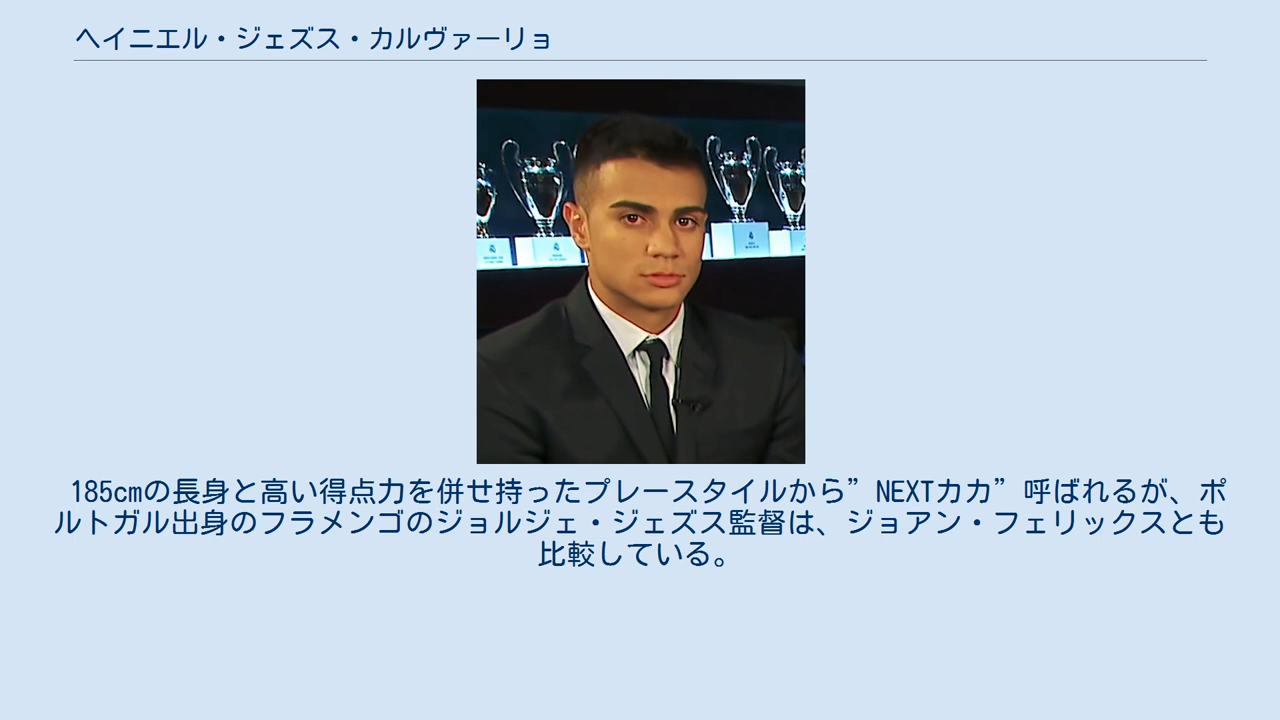 ヘイニエル・ジェズス・カルヴァーリョ
185cmの長身と高い得点力を併せ持ったプレースタイルから”NEXTカカ”呼ばれるが、ポ
ルトガル出身のフラメンゴのジョルジェ・ジェズス監督は、ジョアン・フェリックスとも
比較している。